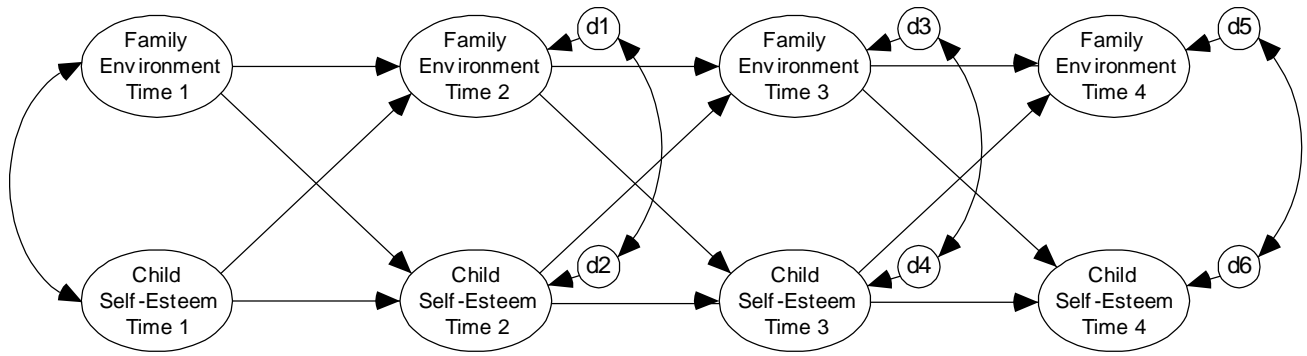 Family
Environment
Time 1
Family
Environment
Time 2
d1
Family
Environment
Time 3
d3
Family
Environment
Time 4
d5
Child
Self-Esteem
Time 1
Child
Self-Esteem
Time 2
d2
Child
Self-Esteem
Time 3
d4
Child
Self-Esteem
Time 4
d6